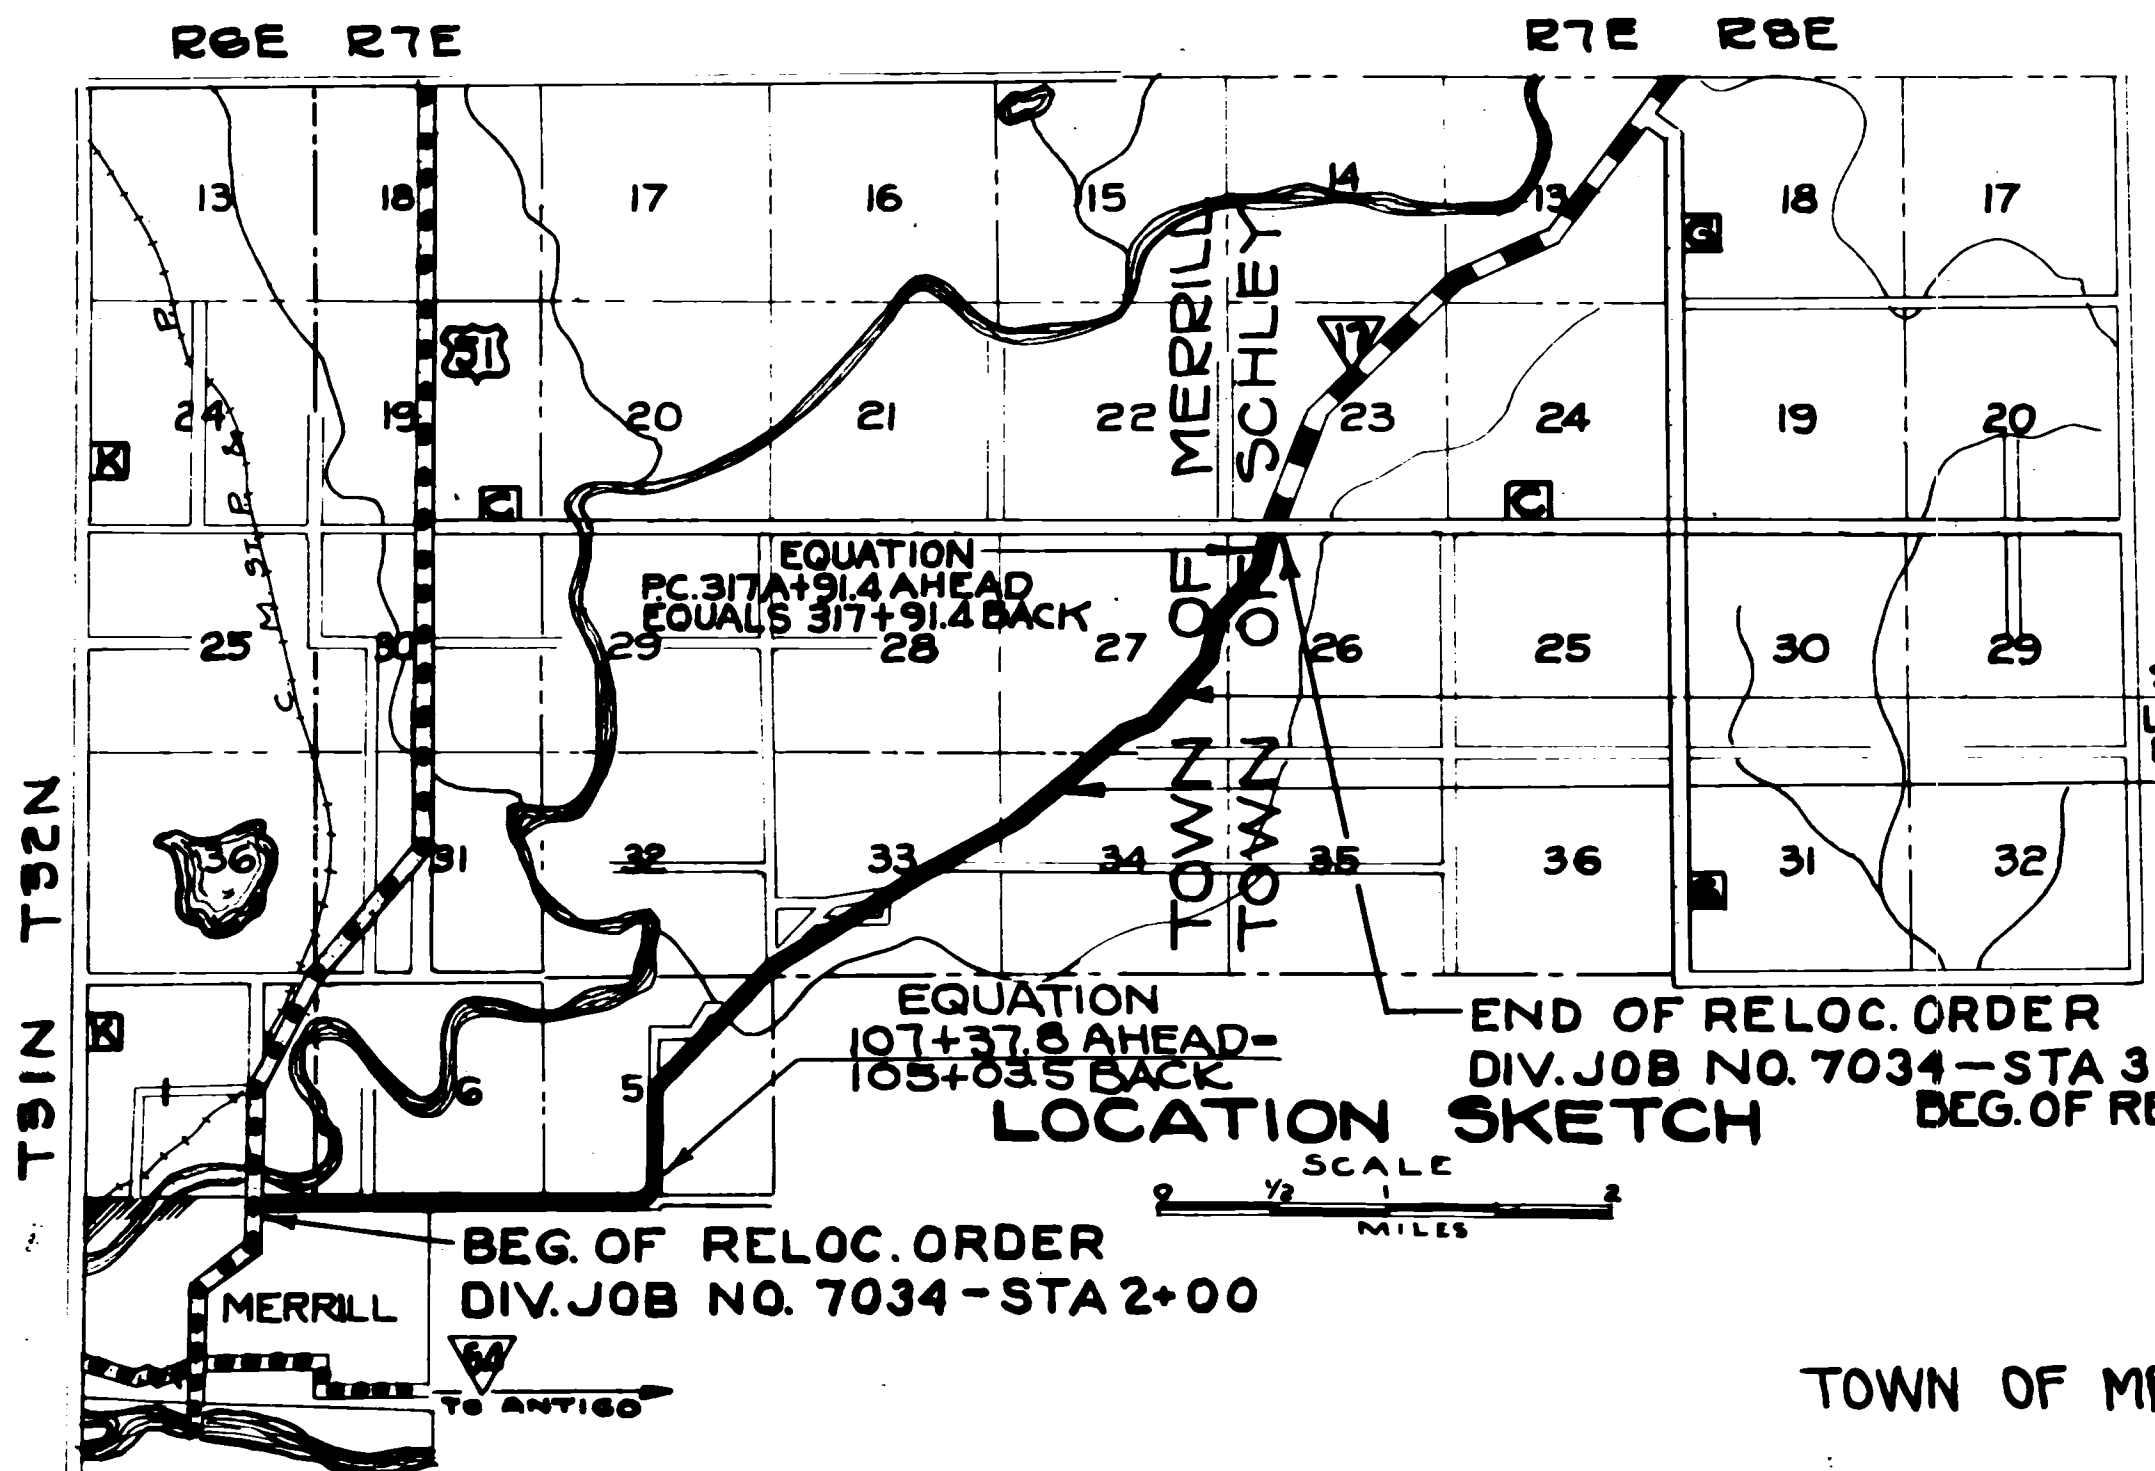 R6E R7E
R7E R8E
13 18 17 16 15 14 13 18 17
P.
51
17
24 19 20 21 22 23 24 19 20
&
K
C
C
G
P.
ST.
M.
C.
EQUATION
P.C. 317A+91.4 AHEAD
EQUALS 317+91.4 BACK
25 30 29 28 27 26 25 30 29
TOWN OF MERRILL
TOWN OF SCHLEY
T32N
36 31 32 33 34 35 36 31 32
T31N
K
1 6 5
EQUATION
107+37.8 AHEAD=
105+03.5 BACK
END OF RELOC. ORDER
DIV. JOB NO. 7034-STA 3
BEG. OF RE
LOCATION SKETCH
SCALE
0 1/2 1 2
MILES
BEG. OF RELOC. ORDER
DIV. JOB NO. 7034-STA 2+00
MERRILL
64
TO ANTIGO
TOWN OF ME